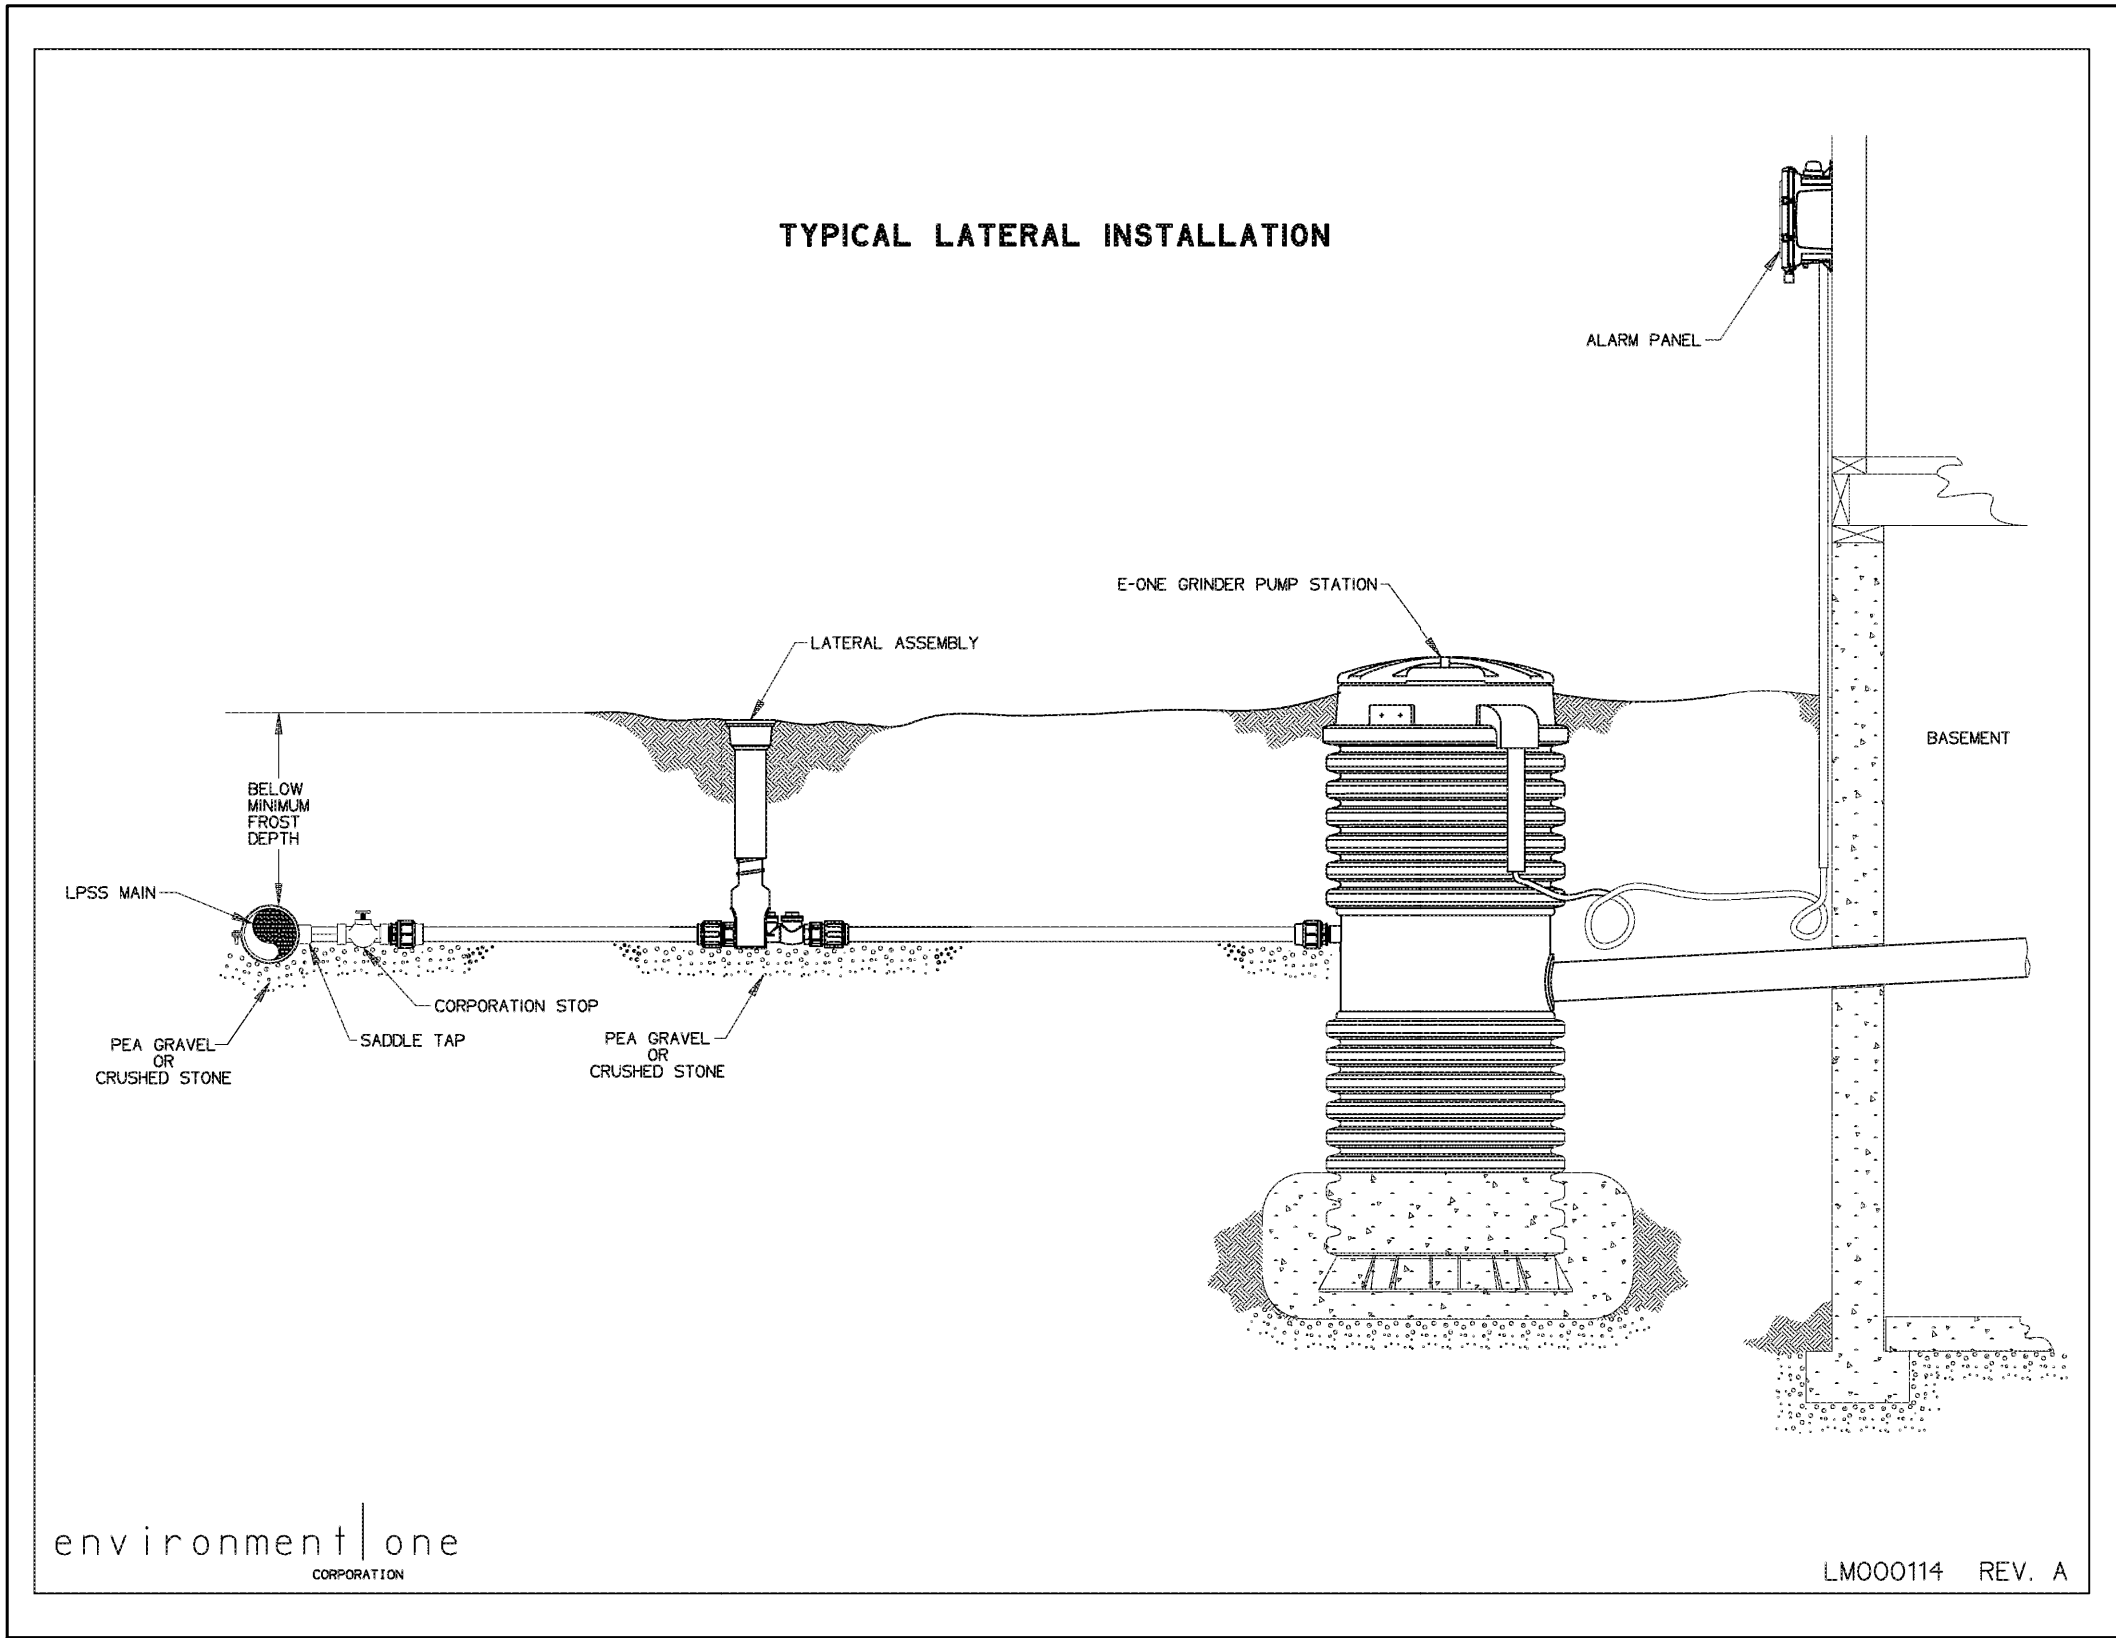 TYPICAL LATERAL INSTALLATION
ALARM PANEL
E-ONE GRINDER PUMP STATION
LATERAL ASSEMBLY
BASEMENT
BELOW
MINIMUM
FROST
DEPTH
LPSS MAIN
CORPORATION STOP
SADDLE TAP
PEA GRAVEL
OR
CRUSHED STONE
PEA GRAVEL
OR
CRUSHED STONE
environment one
CORPORATION
LM000114 REV. A